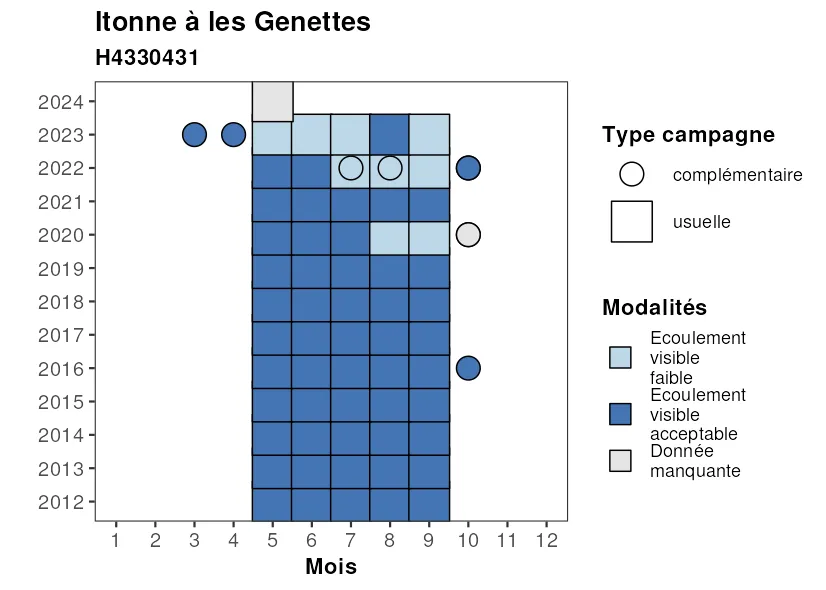 Itonne à les Genettes
H4330431
2024
2023
2022
2021
2020
2019
2018
2017
2016
2015
2014
2013
2012
1 2 3 4 5 6 7 8 9 10 11 12
Mois
Type campagne
complémentaire
usuelle
Modalités
Ecoulement
visible
faible
Ecoulement
visible
acceptable
Donnée
manquante